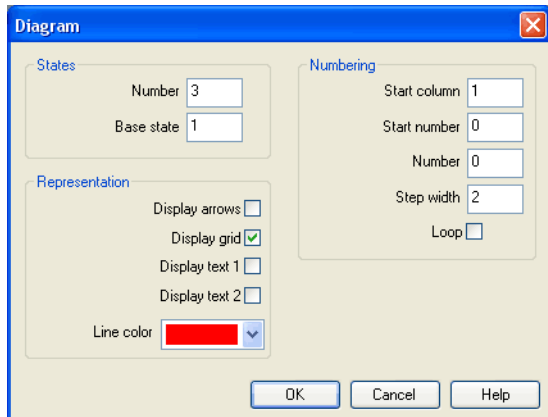 Diagram
States
Number 3
Base state 1
Representation
Display arrows
Display grid
Display text 1
Display text 2
Line color
Numbering
Start column 1
Start number 0
Number 0
Step width 2
Loop
OK Cancel Help